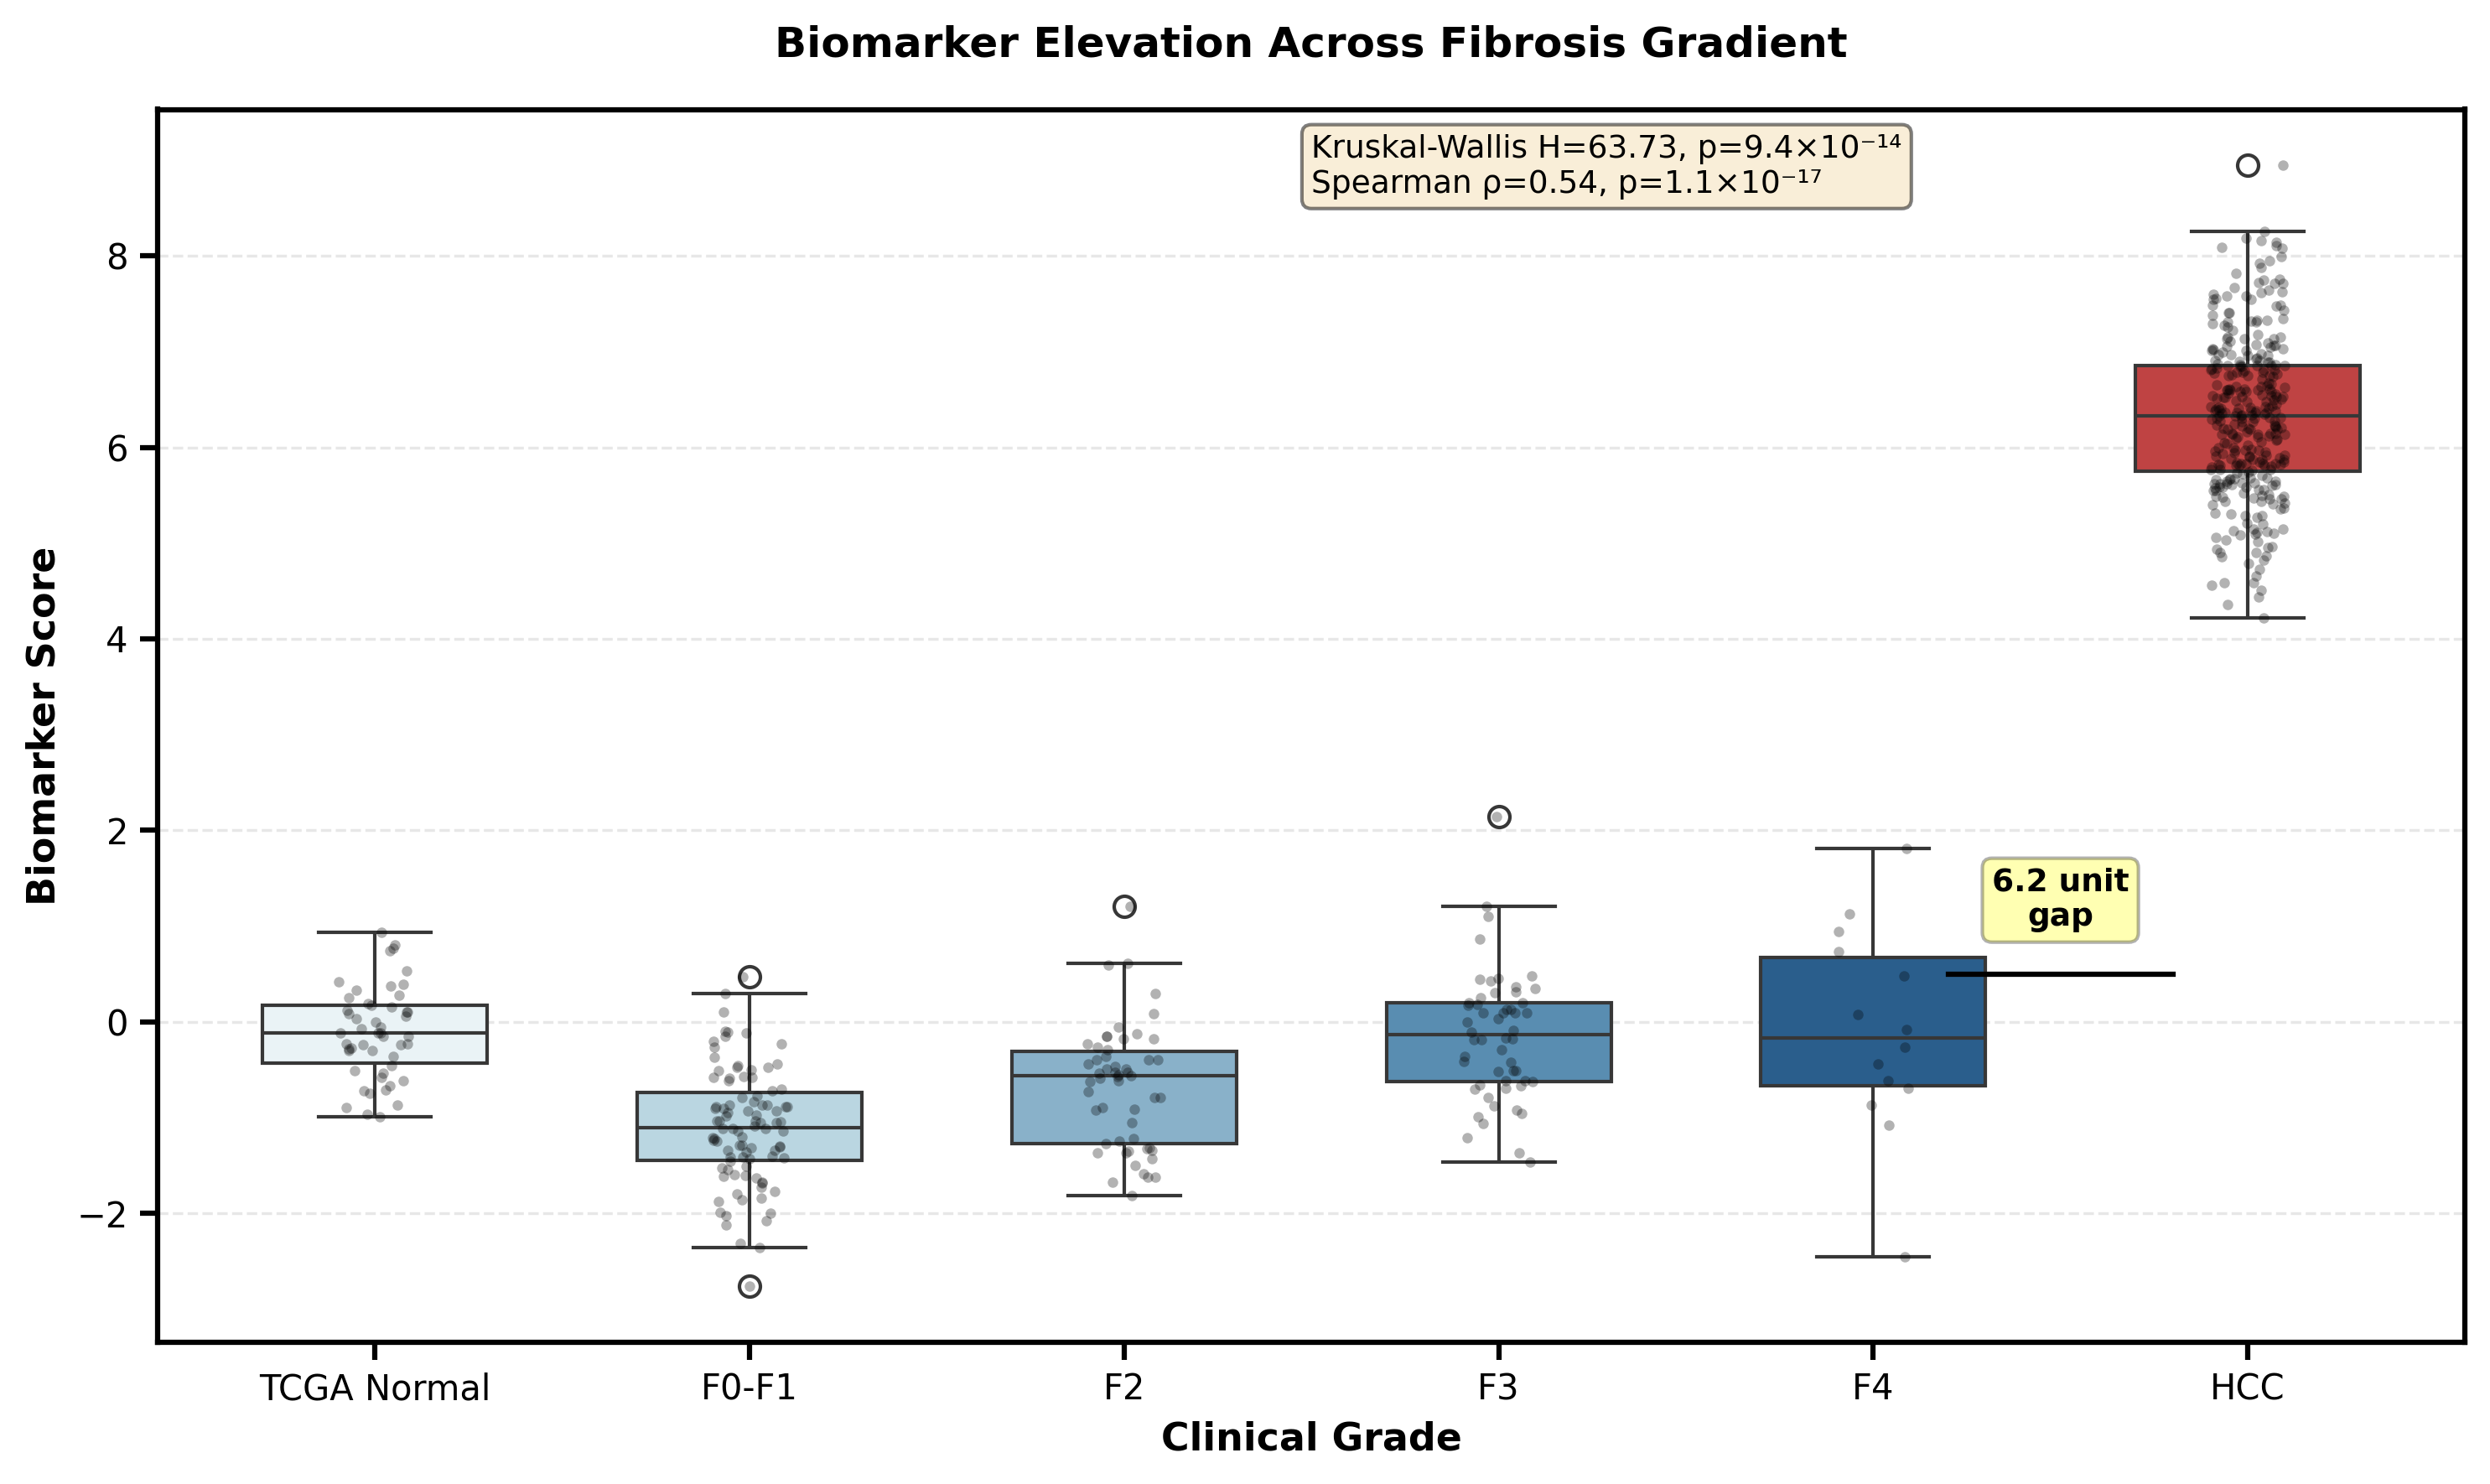 Biomarker Elevation Across Fibrosis Gradient
Kruskal-Wallis H=63.73, p=9.4×10⁻¹⁴
Spearman ρ=0.54, p=1.1×10⁻¹⁷
Biomarker Score
8
6
4
2
0
−2
6.2 unit
gap
TCGA Normal
F0-F1
F2
F3
F4
HCC
Clinical Grade